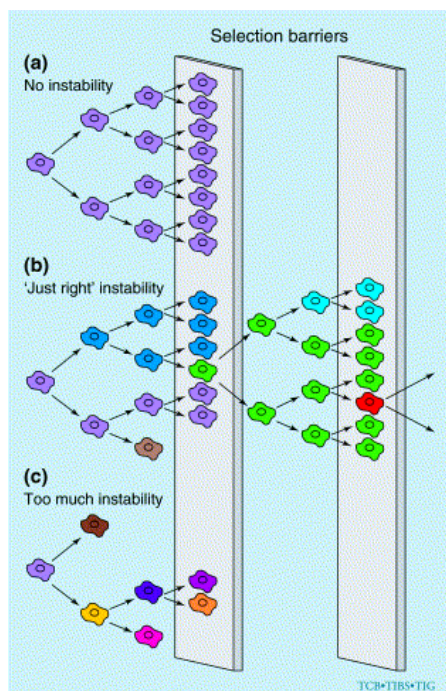 Selection barriers
(a)
No instability
(b)
'Just right' instability
(c)
Too much instability
TCB•TIBS•TIG